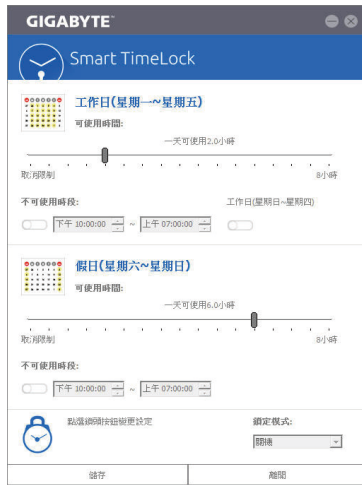 GIGABYTE™
Smart TimeLock
工作日(星期一~星期五)
可使用時間:
一天可使用2.0小時
取消限制
8小時
不可使用時段:
工作日(星期日~星期四)
下午 10:00:00 ~ 上午 07:00:00
假日(星期六~星期日)
可使用時間:
一天可使用6.0小時
取消限制
8小時
不可使用時段:
下午 10:00:00 ~ 上午 07:00:00
點選鎖頭按鈕變更設定
鎖定模式:
關機
儲存
離開